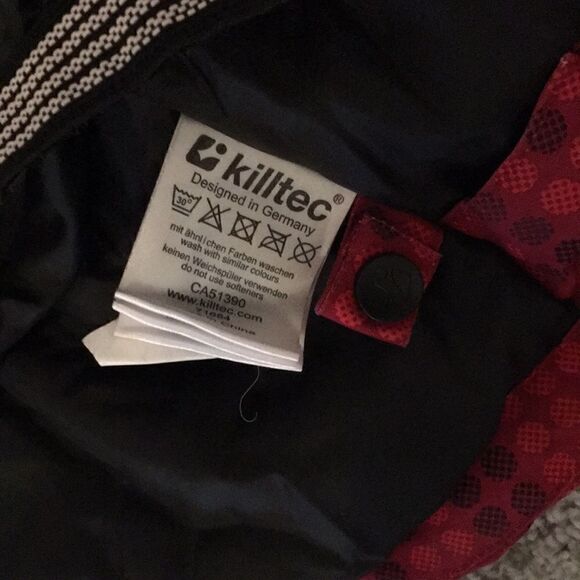 killtec®
Designed in Germany
30°
mit ähnlichen Farben waschen
wash with similar colours
keinen Weichspüler verwenden
do not use softeners
CA51390
www.killtec.com
China